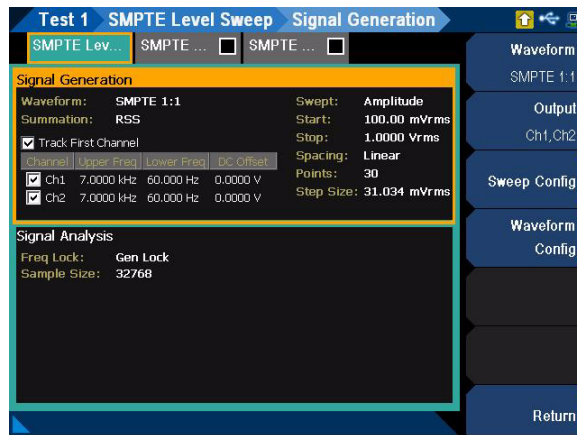 Test 1 SMPTE Level Sweep Signal Generation
SMPTE Lev... SMPTE ... SMPTE ...
Signal Generation
Waveform: SMPTE 1:1
Summation: RSS
Track First Channel
Channel Upper Freq Lower Freq DC Offset
Ch1 7.0000 kHz 60.000 Hz 0.0000 V
Ch2 7.0000 kHz 60.000 Hz 0.0000 V
Swept: Amplitude
Start: 100.00 mVrms
Stop: 1.0000 Vrms
Spacing: Linear
Points: 30
Step Size: 31.034 mVrms
Signal Analysis
Freq Lock: Gen Lock
Sample Size: 32768
Waveform
SMPTE 1:1
Output
Ch1,Ch2
Sweep Config
Waveform
Config
Return